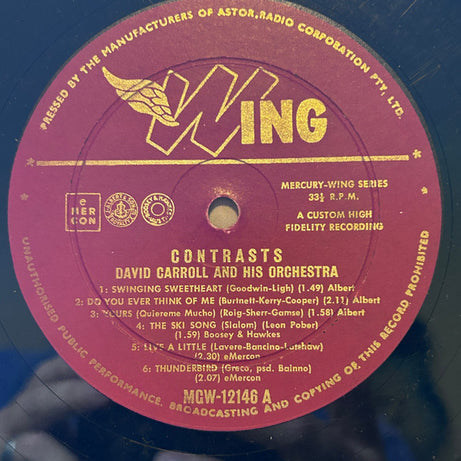 PRESSED BY THE MANUFACTURERS OF ASTOR, RADIO CORPORATION PTY, LTD.
WING
MERCURY-WING SERIES
33⅓ R.P.M.
A CUSTOM HIGH
FIDELITY RECORDING
e
MER
CON
CONTRASTS
DAVID CARROLL AND HIS ORCHESTRA
1: SWINGING SWEETHEART (Goodwin-Ligh) (1.49) Albert
2: DO YOU EVER THINK OF ME (Burtnett-Kerry-Cooper) (2.11) Albert
3: YOURS (Quiereme Mucho) (Roig-Sherr-Gamse) (1.58) Albert
4: THE SKI SONG (Slalom) (Leon Pober)
(1.59) Boosey & Hawkes
5: LIVE A LITTLE (Lavere-Bancino-Latshaw)
(2.30) eMercon
6: THUNDERBIRD (Greco, psd. Bainno)
(2.07) eMercon
MGW-12146 A
UNAUTHORISED PUBLIC PERFORMANCE, BROADCASTING AND COPYING OF THIS RECORD PROHIBITED